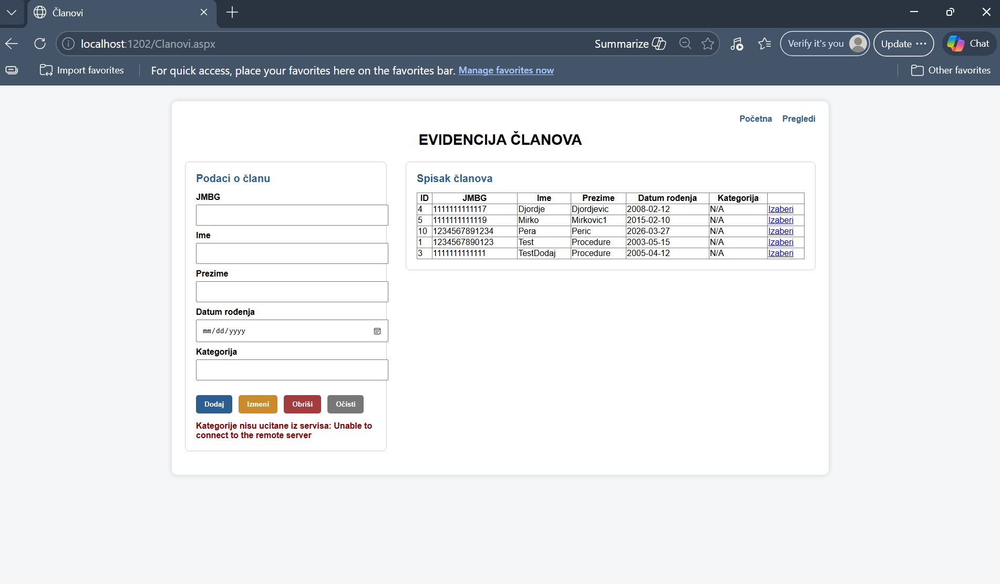 Članovi
localhost:1202/Clanovi.aspx
Summarize
Verify it's you
Update
Chat
Import favorites
For quick access, place your favorites here on the favorites bar. Manage favorites now
Other favorites
Početna Pregledi
EVIDENCIJA ČLANOVA
Podaci o članu
JMBG
Ime
Prezime
Datum rođenja
mm/dd/yyyy
Kategorija
Dodaj Izmeni Obriši Očisti
Kategorije nisu ucitane iz servisa: Unable to
connect to the remote server
Spisak članova
ID JMBG Ime Prezime Datum rođenja Kategorija
4 1111111111117 Djordje Djordjevic 2008-02-12 N/A Izaberi
5 1111111111119 Mirko Mirkovic1 2015-02-10 N/A Izaberi
10 1234567891234 Pera Peric 2026-03-27 N/A Izaberi
1 1234567890123 Test Procedure 2003-05-15 N/A Izaberi
3 1111111111111 TestDodaj Procedure 2005-04-12 N/A Izaberi